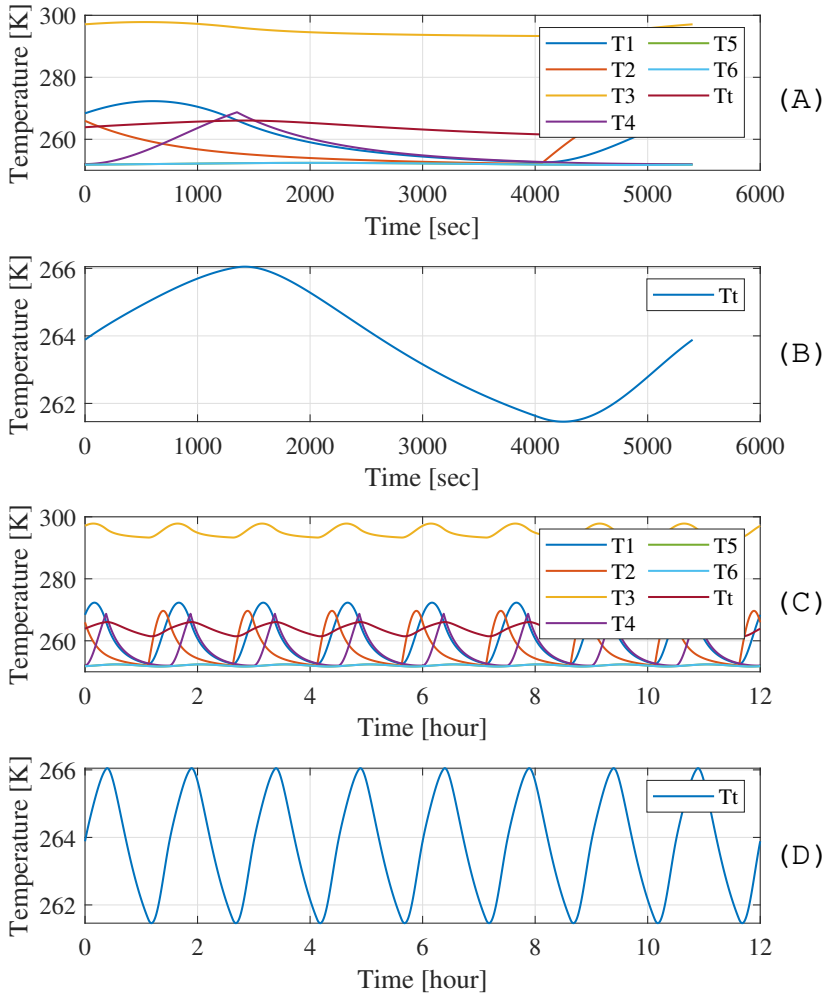 Temperature [K]
300
280
260
T1
T2
T3
T4
T5
T6
Tt
0
1000
2000
3000
4000
5000
6000
Time [sec]
(A)
Temperature [K]
266
264
262
Tt
0
1000
2000
3000
4000
5000
6000
Time [sec]
(B)
Temperature [K]
300
280
260
T1
T2
T3
T4
T5
T6
Tt
0
2
4
6
8
10
12
Time [hour]
(C)
Temperature [K]
266
264
262
Tt
0
2
4
6
8
10
12
Time [hour]
(D)